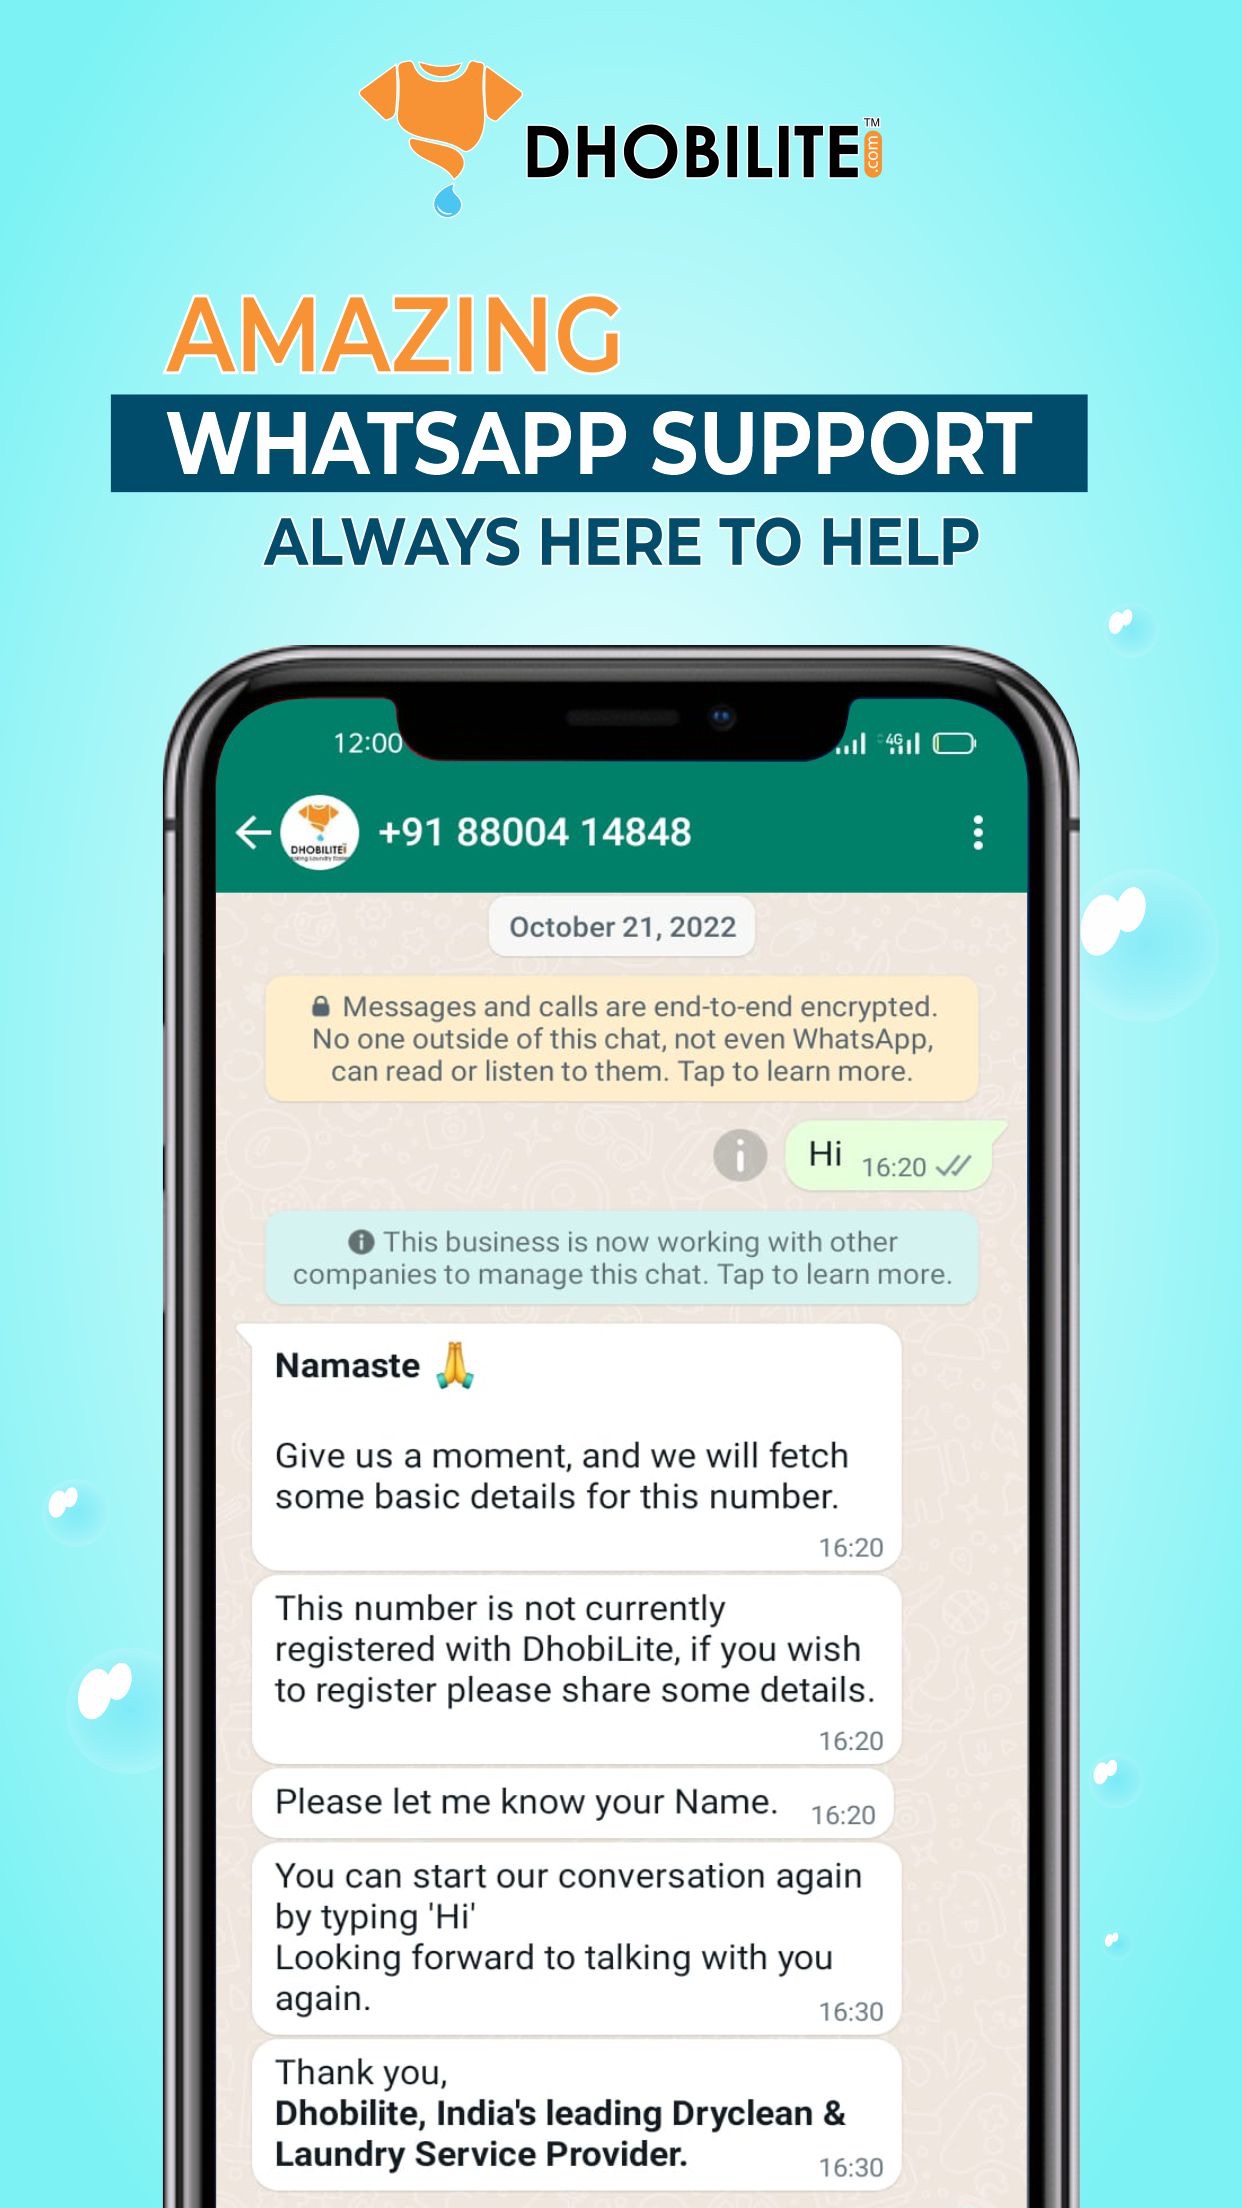 DHOBILITE.com™
AMAZING
WHATSAPP SUPPORT
ALWAYS HERE TO HELP
12:00
4G
DHOBILITE
+91 88004 14848
October 21, 2022
Messages and calls are end-to-end encrypted.
No one outside of this chat, not even WhatsApp,
can read or listen to them. Tap to learn more.
Hi 16:20
This business is now working with other
companies to manage this chat. Tap to learn more.
Namaste 🙏
Give us a moment, and we will fetch
some basic details for this number.
16:20
This number is not currently
registered with DhobiLite, if you wish
to register please share some details.
16:20
Please let me know your Name. 16:20
You can start our conversation again
by typing 'Hi'
Looking forward to talking with you
again.
16:30
Thank you,
Dhobilite, India's leading Dryclean &
Laundry Service Provider.
16:30